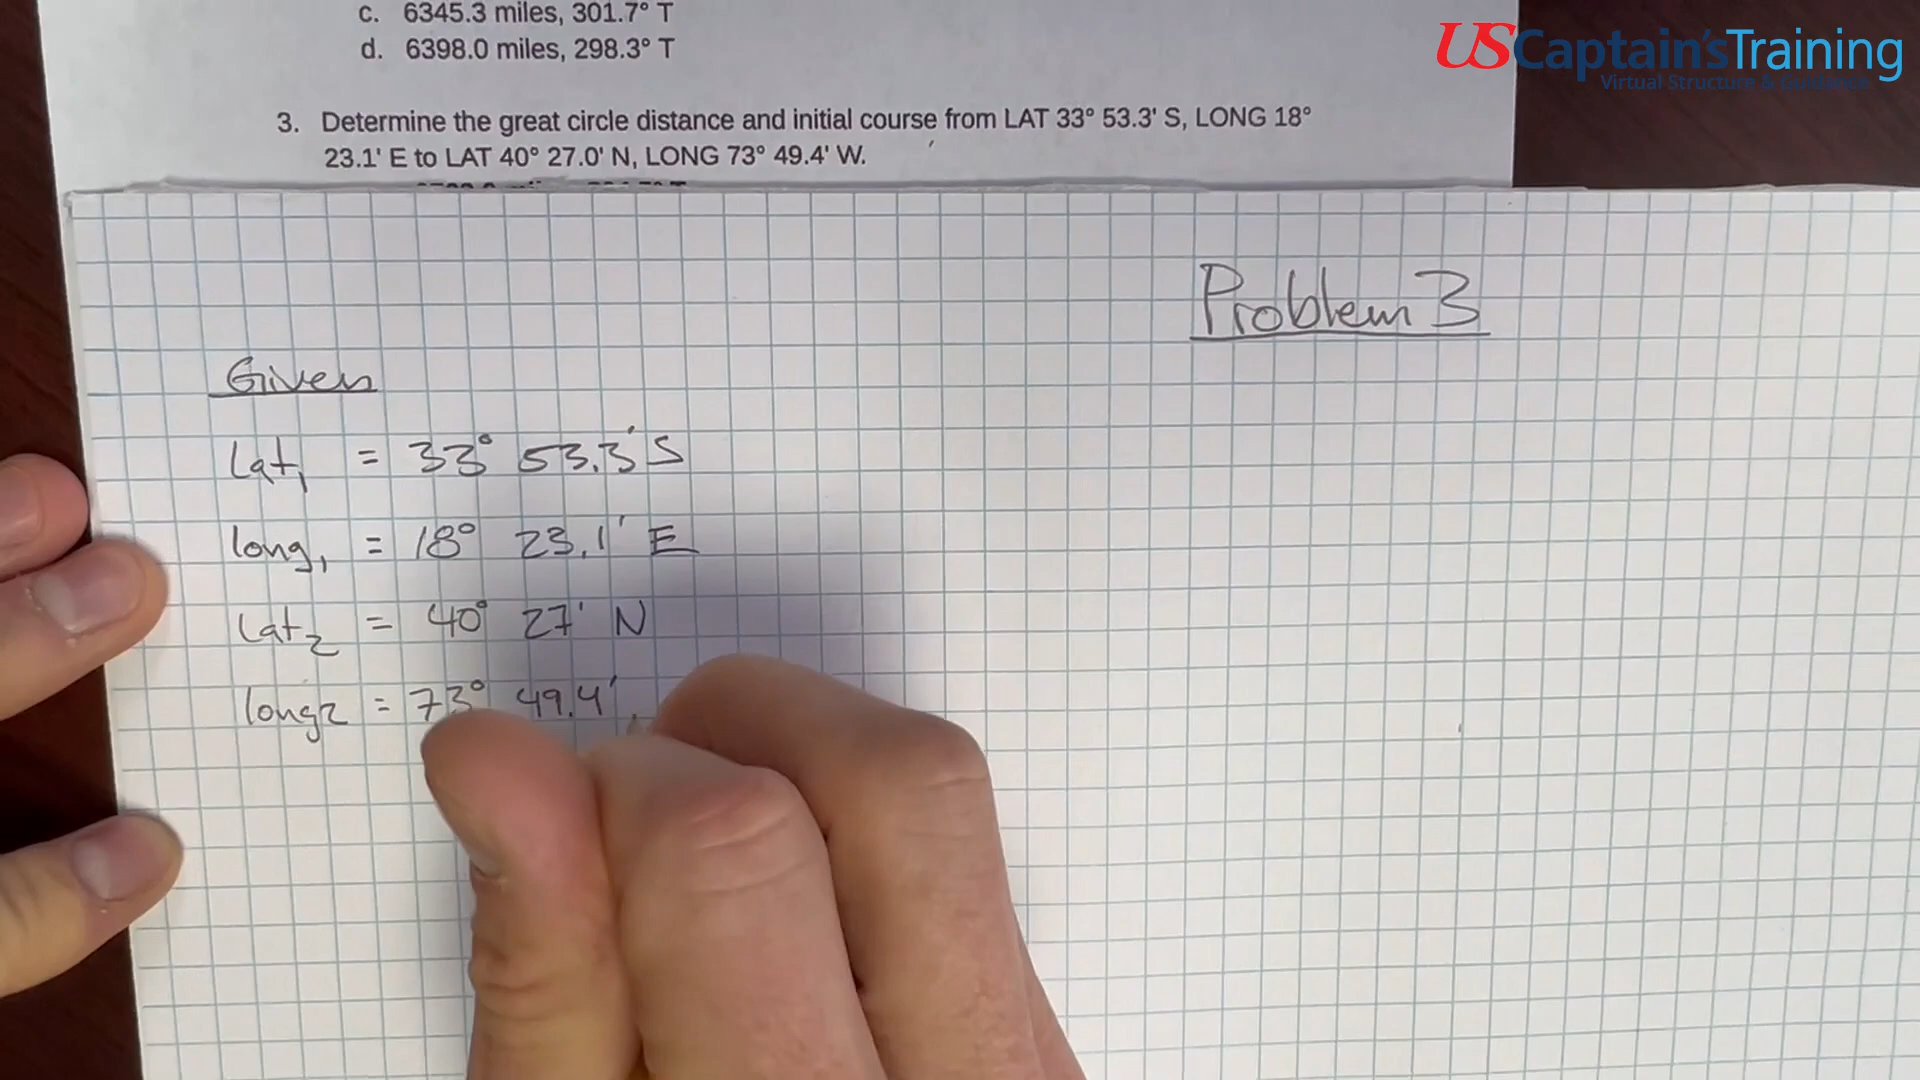 c. 6345.3 miles, 301.7° T
d. 6398.0 miles, 298.3° T
USCaptain'sTraining
Virtual Structure & Guidance
3. Determine the great circle distance and initial course from LAT 33° 53.3' S, LONG 18°
23.1' E to LAT 40° 27.0' N, LONG 73° 49.4' W.
Problem 3
Given
Lat₁ = 33° 53.3' S
long₁ = 18° 23.1' E
Lat₂ = 40° 27' N
long2 = 73° 49.4'